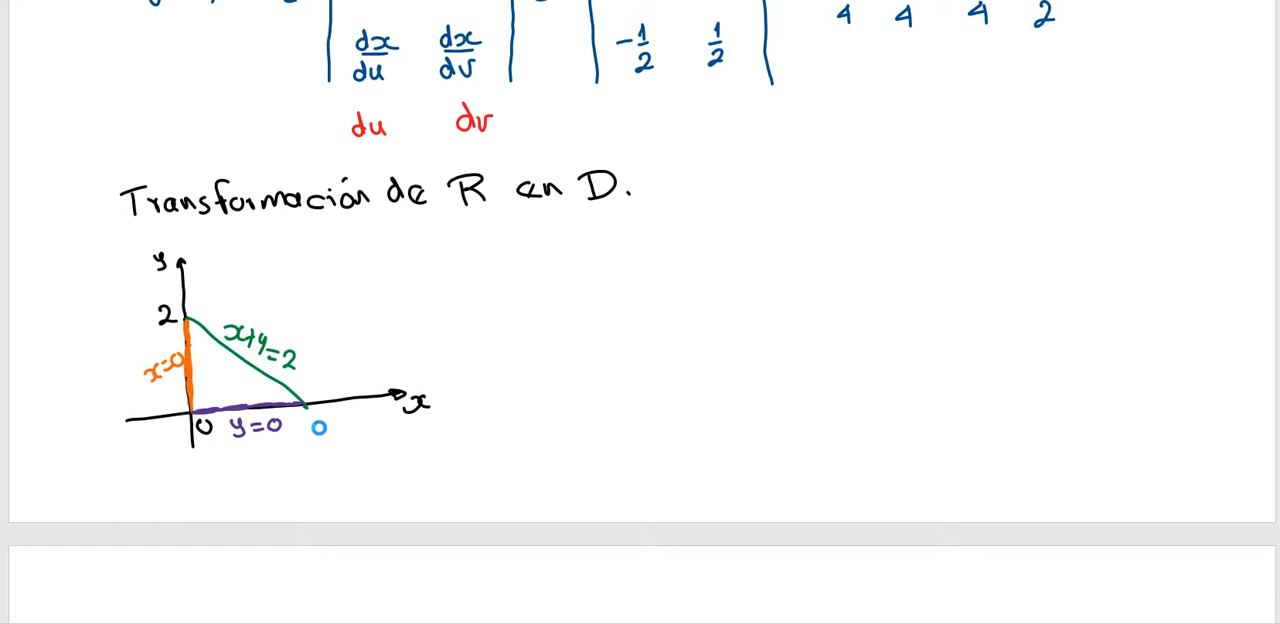 4 4 4 2
dx/du dx/dv -1/2 1/2
du dv
Transformación de R en D.
y
2
x+y=2
x=0
x
0 y=0 0